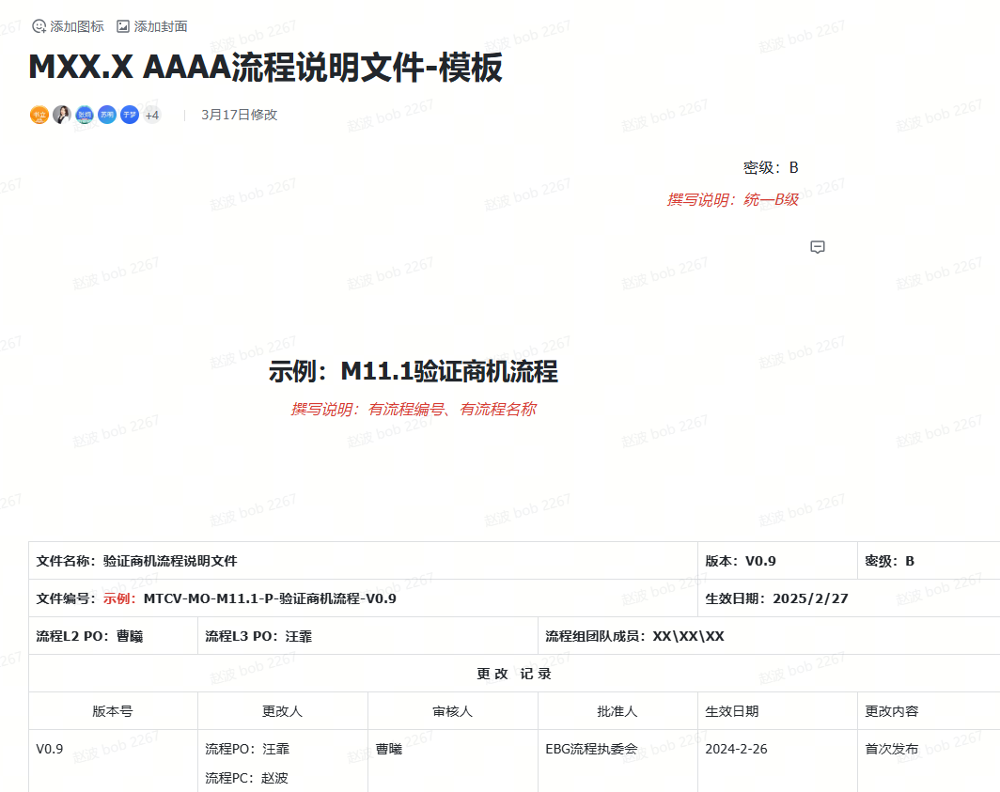 添加图标 添加封面
MXX.X AAAA流程说明文件-模板
+4 3月17日修改
密级：B
撰写说明：统一B级
示例：M11.1验证商机流程
撰写说明：有流程编号、有流程名称
文件名称：验证商机流程说明文件 版本：V0.9 密级：B
文件编号：示例：MTCV-MO-M11.1-P-验证商机流程-V0.9 生效日期：2025/2/27
流程L2 PO：曹曦 流程L3 PO：汪霏 流程组团队成员：XX\XX\XX
更 改 记 录
版本号 更改人 审核人 批准人 生效日期 更改内容
V0.9 流程PO：汪霏 曹曦 EBG流程执委会 2024-2-26 首次发布
流程PC：赵波
赵波 bob 2267